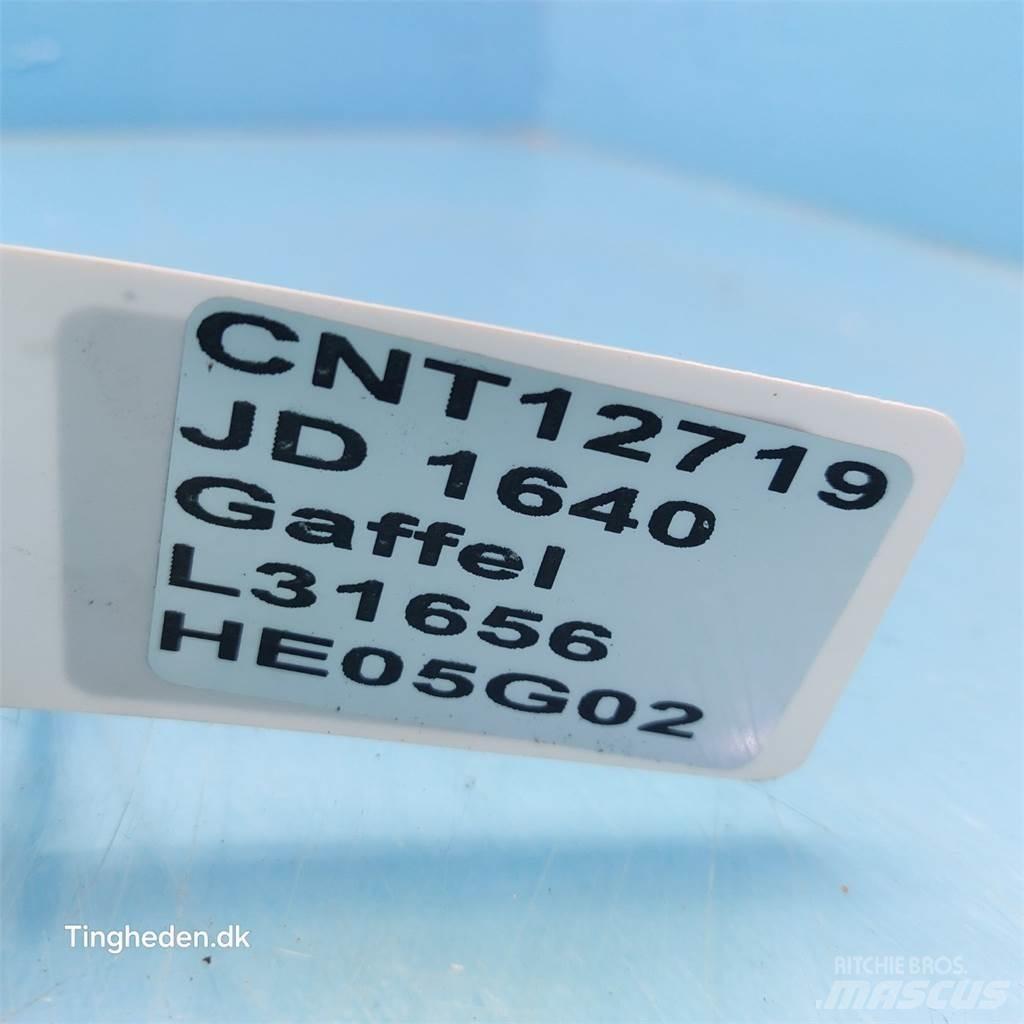 CNT12719
JD 1640
Gaffel
L31656
HE05G02
Tingheden.dk
RITCHIE BROS.
MASCUS